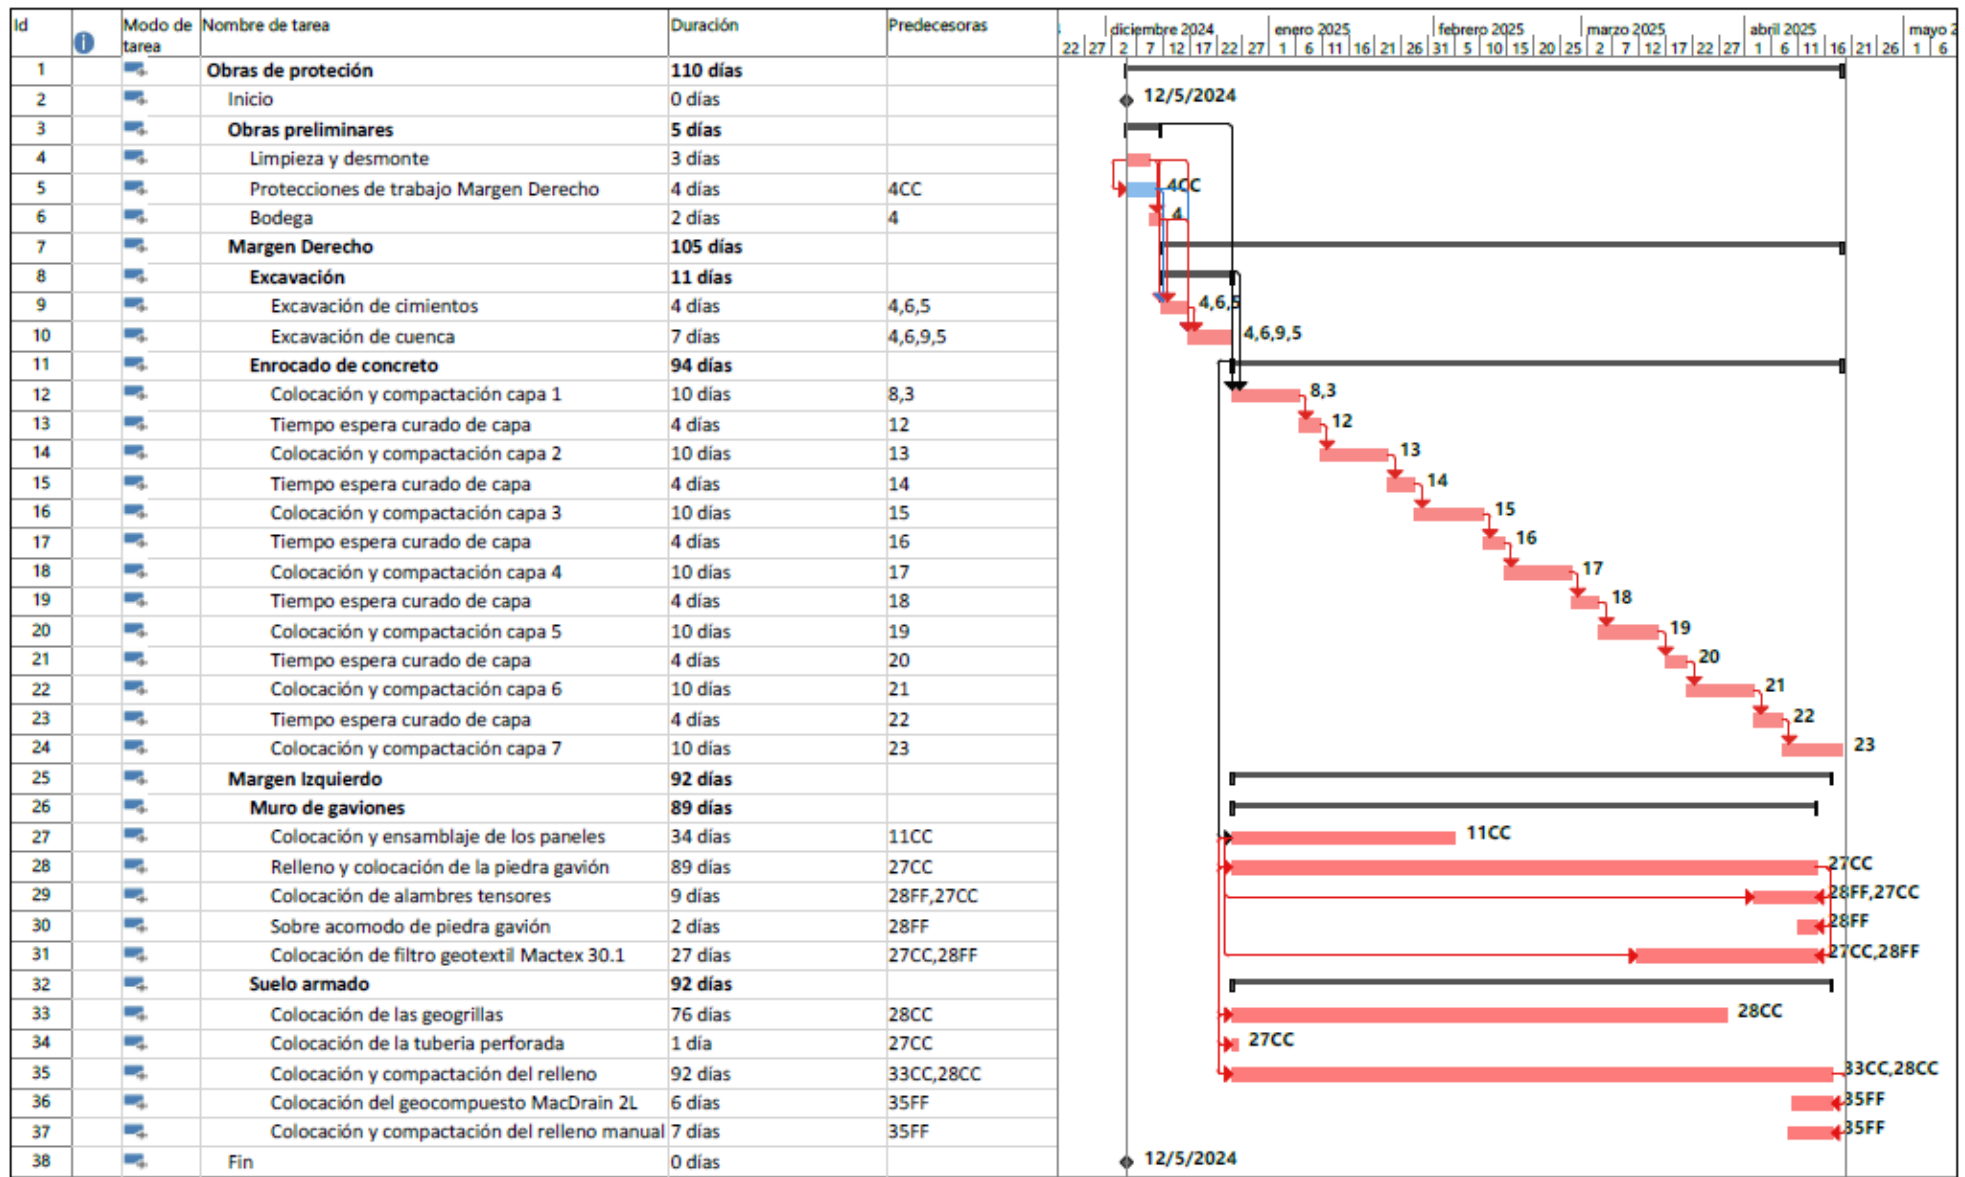 Id Modo de tarea Nombre de tarea Duración Predecesoras
diciembre 2024 enero 2025 febrero 2025 marzo 2025 abril 2025 mayo 2
22 27 2 7 12 17 22 27 1 6 11 16 21 26 31 5 10 15 20 25 2 7 12 17 22 27 1 6 11 16 21 26 1 6
1 Obras de proteción 110 días
2 Inicio 0 días 12/5/2024
3 Obras preliminares 5 días
4 Limpieza y desmonte 3 días
5 Protecciones de trabajo Margen Derecho 4 días 4CC 4CC
6 Bodega 2 días 4 4
7 Margen Derecho 105 días
8 Excavación 11 días
9 Excavación de cimientos 4 días 4,6,5 4,6,5
10 Excavación de cuenca 7 días 4,6,9,5 4,6,9,5
11 Enrocado de concreto 94 días
12 Colocación y compactación capa 1 10 días 8,3 8,3
13 Tiempo espera curado de capa 4 días 12 12
14 Colocación y compactación capa 2 10 días 13 13
15 Tiempo espera curado de capa 4 días 14 14
16 Colocación y compactación capa 3 10 días 15 15
17 Tiempo espera curado de capa 4 días 16 16
18 Colocación y compactación capa 4 10 días 17 17
19 Tiempo espera curado de capa 4 días 18 18
20 Colocación y compactación capa 5 10 días 19 19
21 Tiempo espera curado de capa 4 días 20 20
22 Colocación y compactación capa 6 10 días 21 21
23 Tiempo espera curado de capa 4 días 22 22
24 Colocación y compactación capa 7 10 días 23 23
25 Margen Izquierdo 92 días
26 Muro de gaviones 89 días
27 Colocación y ensamblaje de los paneles 34 días 11CC 11CC
28 Relleno y colocación de la piedra gavión 89 días 27CC 27CC
29 Colocación de alambres tensores 9 días 28FF,27CC 28FF,27CC
30 Sobre acomodo de piedra gavión 2 días 28FF 28FF
31 Colocación de filtro geotextil Mactex 30.1 27 días 27CC,28FF 27CC,28FF
32 Suelo armado 92 días
33 Colocación de las geogrillas 76 días 28CC 28CC
34 Colocación de la tuberia perforada 1 día 27CC 27CC
35 Colocación y compactación del relleno 92 días 33CC,28CC 33CC,28CC
36 Colocación del geocompuesto MacDrain 2L 6 días 35FF 35FF
37 Colocación y compactación del relleno manual 7 días 35FF 35FF
38 Fin 0 días 12/5/2024